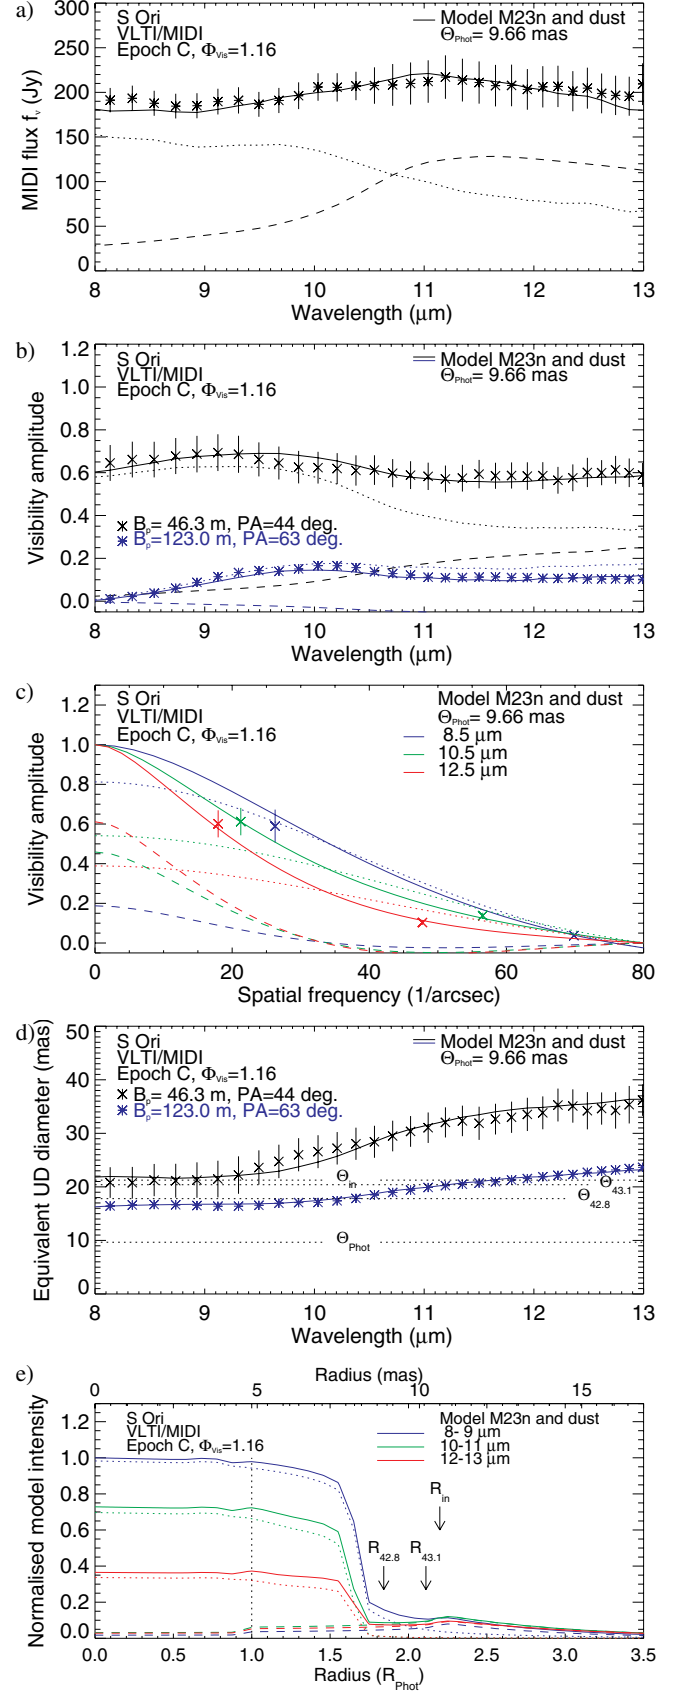 a)
S Ori
VLTI/MIDI
Epoch C, Φ_Vis=1.16
Model M23n and dust
Θ_Phot= 9.66 mas
300
250
200
150
100
50
0
MIDI flux f_ν (Jy)
8 9 10 11 12 13
Wavelength (μm)
b)
S Ori
VLTI/MIDI
Epoch C, Φ_Vis=1.16
Model M23n and dust
Θ_Phot= 9.66 mas
1.2
1.0
0.8
0.6
0.4
0.2
0.0
Visibility amplitude
B_p= 46.3 m, PA=44 deg.
B_p=123.0 m, PA=63 deg.
8 9 10 11 12 13
Wavelength (μm)
c)
S Ori
VLTI/MIDI
Epoch C, Φ_Vis=1.16
Model M23n and dust
Θ_Phot= 9.66 mas
8.5 μm
10.5 μm
12.5 μm
1.2
1.0
0.8
0.6
0.4
0.2
0.0
Visibility amplitude
0 20 40 60 80
Spatial frequency (1/arcsec)
d)
S Ori
VLTI/MIDI
Epoch C, Φ_Vis=1.16
B_p= 46.3 m, PA=44 deg.
B_p=123.0 m, PA=63 deg.
Model M23n and dust
Θ_Phot= 9.66 mas
50
40
30
20
10
0
Equivalent UD diameter (mas)
Θ_in
Θ_43.1
Θ_42.8
Θ_Phot
8 9 10 11 12 13
Wavelength (μm)
e)
Radius (mas)
0 5 10 15
S Ori
VLTI/MIDI
Epoch C, Φ_Vis=1.16
Model M23n and dust
8- 9 μm
10-11 μm
12-13 μm
1.2
1.0
0.8
0.6
0.4
0.2
0.0
Normalised model intensity
R_in
R_42.8
R_43.1
0.0 0.5 1.0 1.5 2.0 2.5 3.0 3.5
Radius (R_Phot)